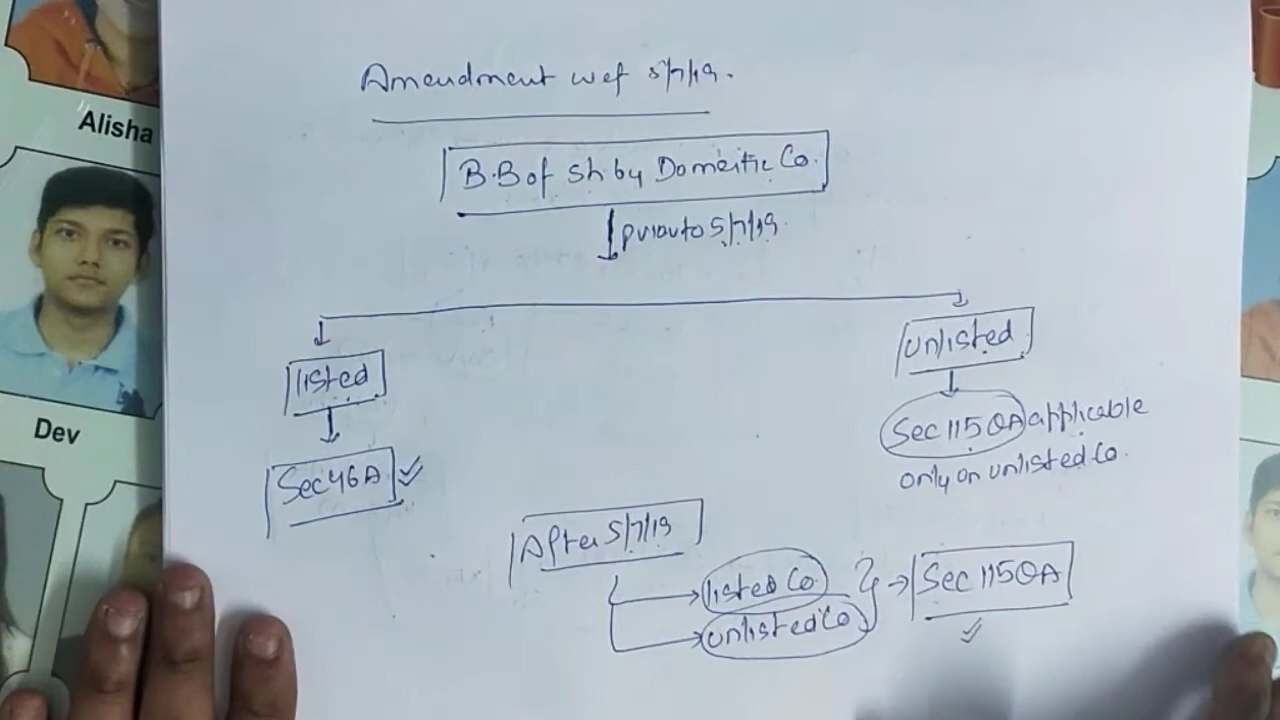 Amendment wef 5/7/19.
B.B of Sh by Domestic Co.
prior to 5/7/19.
listed
Unlisted
Sec 46A
Sec 115QA applicable
only on unlisted Co.
After 5/7/19
listed Co
unlisted Co
Sec 115QA
Alisha
Dev